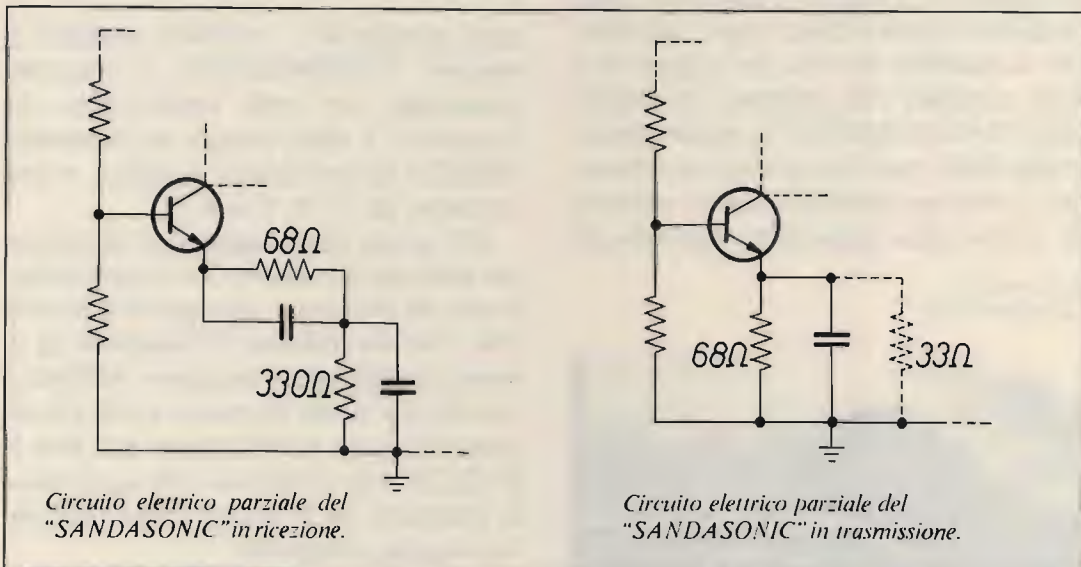 68Ω
330Ω
Circuito elettrico parziale del
"SANDASONIC" in ricezione.
68Ω
33Ω
Circuito elettrico parziale del
"SANDASONIC" in trasmissione.